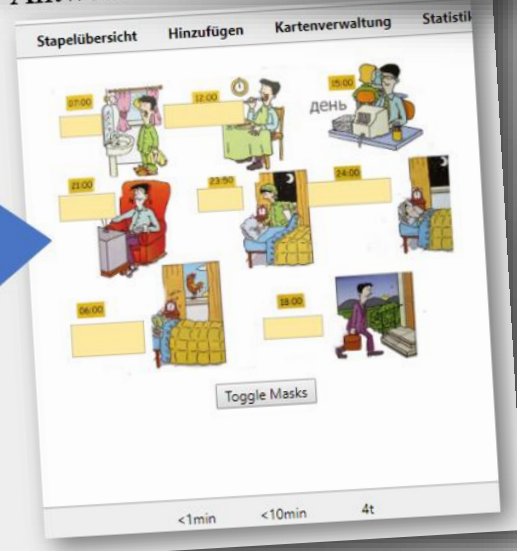 Stapelübersicht Hinzufügen Kartenverwaltung
07:00
12:00
15:00
день
21:00
23:50
24:00
06:00
18:00
Toggle Masks
<1min <10min 4t